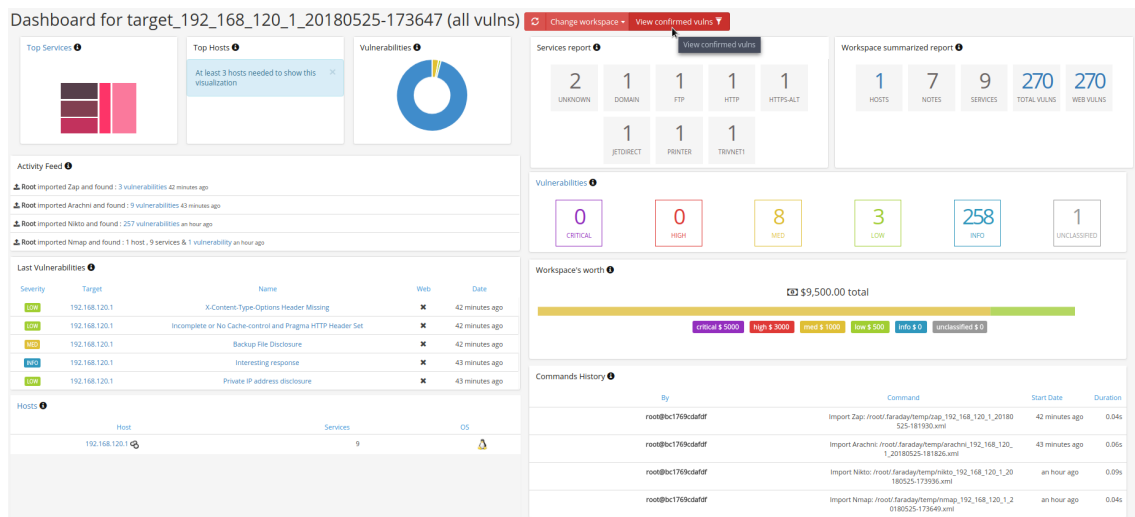 Dashboard for target_192_168_120_1_20180525-173647 (all vulns)
Change workspace
View confirmed vulns
View confirmed vulns
Top Services
Top Hosts
At least 3 hosts needed to show this
visualization
Vulnerabilities
Services report
2
UNKNOWN
1
DOMAIN
1
FTP
1
HTTP
1
HTTPS-ALT
1
JETDIRECT
1
PRINTER
1
TRIVNET1
Workspace summarized report
1
HOSTS
7
NOTES
9
SERVICES
270
TOTAL VULNS
270
WEB VULNS
Activity Feed
Root imported Zap and found : 3 vulnerabilities 42 minutes ago
Root imported Arachni and found : 9 vulnerabilities 43 minutes ago
Root imported Nikto and found : 257 vulnerabilities an hour ago
Root imported Nmap and found : 1 host , 9 services & 1 vulnerability an hour ago
Vulnerabilities
0
CRITICAL
0
HIGH
8
MED
3
LOW
258
INFO
1
UNCLASSIFIED
Last Vulnerabilities
Severity Target Name Web Date
LOW 192.168.120.1 X-Content-Type-Options Header Missing 42 minutes ago
LOW 192.168.120.1 Incomplete or No Cache-control and Pragma HTTP Header Set 42 minutes ago
MED 192.168.120.1 Backup File Disclosure 42 minutes ago
INFO 192.168.120.1 Interesting response 43 minutes ago
LOW 192.168.120.1 Private IP address disclosure 43 minutes ago
Workspace's worth
$9,500.00 total
critical $ 5000 high $ 3000 med $ 1000 low $ 500 info $ 0 unclassified $ 0
Hosts
Host Services OS
192.168.120.1 9
Commands History
By Command Start Date Duration
root@bc1769cdafdf Import Zap: /root/.faraday/temp/zap_192_168_120_1_20180 42 minutes ago 0.04s
525-181930.xml
root@bc1769cdafdf Import Arachni: /root/.faraday/temp/arachni_192_168_120_ 43 minutes ago 0.06s
1_20180525-181826.xml
root@bc1769cdafdf Import Nikto: /root/.faraday/temp/nikto_192_168_120_1_20 an hour ago 0.09s
180525-173936.xml
root@bc1769cdafdf Import Nmap: /root/.faraday/temp/nmap_192_168_120_1_2 an hour ago 0.04s
0180525-173649.xml